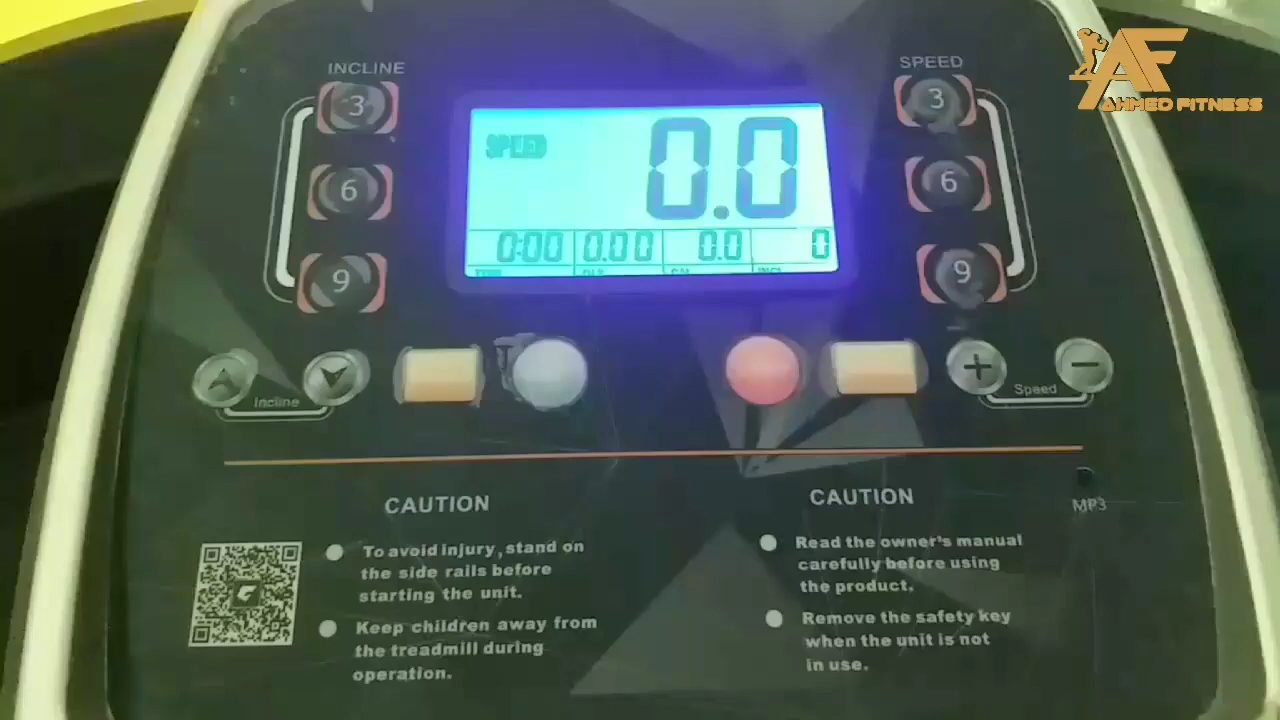 AF
AHMED FITNESS
INCLINE
SPEED
3
3
6
6
9
9
SPEED
0.0
0:00 0.00 0.0 0
Incline
Speed
CAUTION
To avoid injury, stand on
the side rails before
starting the unit.
Keep children away from
the treadmill during
operation.
CAUTION
Read the owner's manual
carefully before using
the product.
Remove the safety key
when the unit is not
in use.
MP3